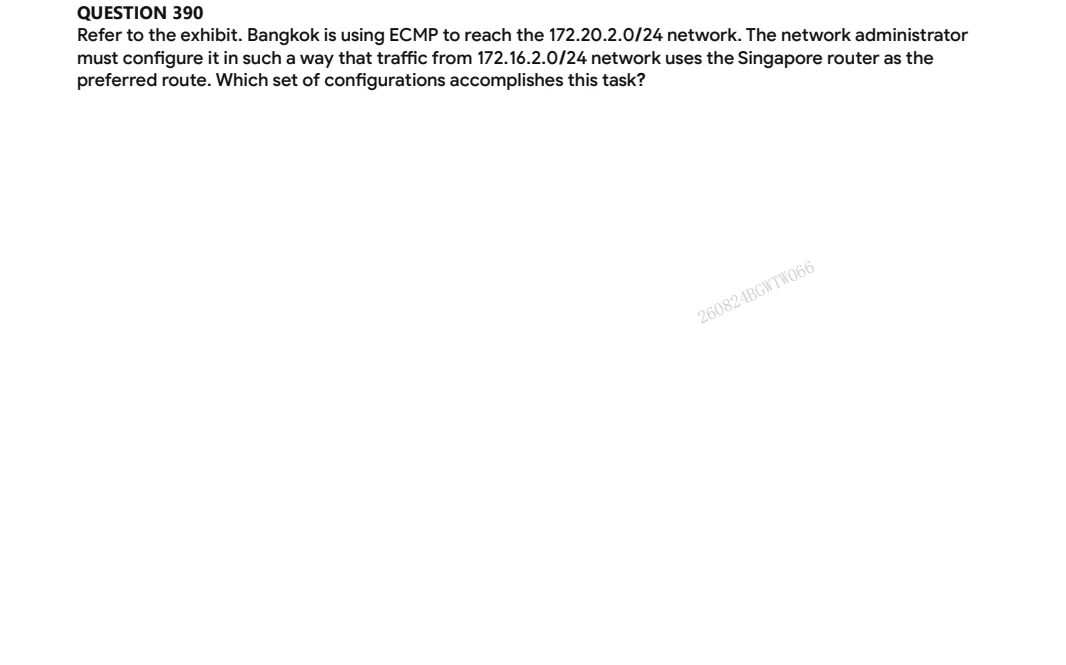 QUESTION 390
Refer to the exhibit. Bangkok is using ECMP to reach the 172.20.2.0/24 network. The network administrator
must configure it in such a way that traffic from 172.16.2.0/24 network uses the Singapore router as the
preferred route. Which set of configurations accomplishes this task?
260824BGWTW066